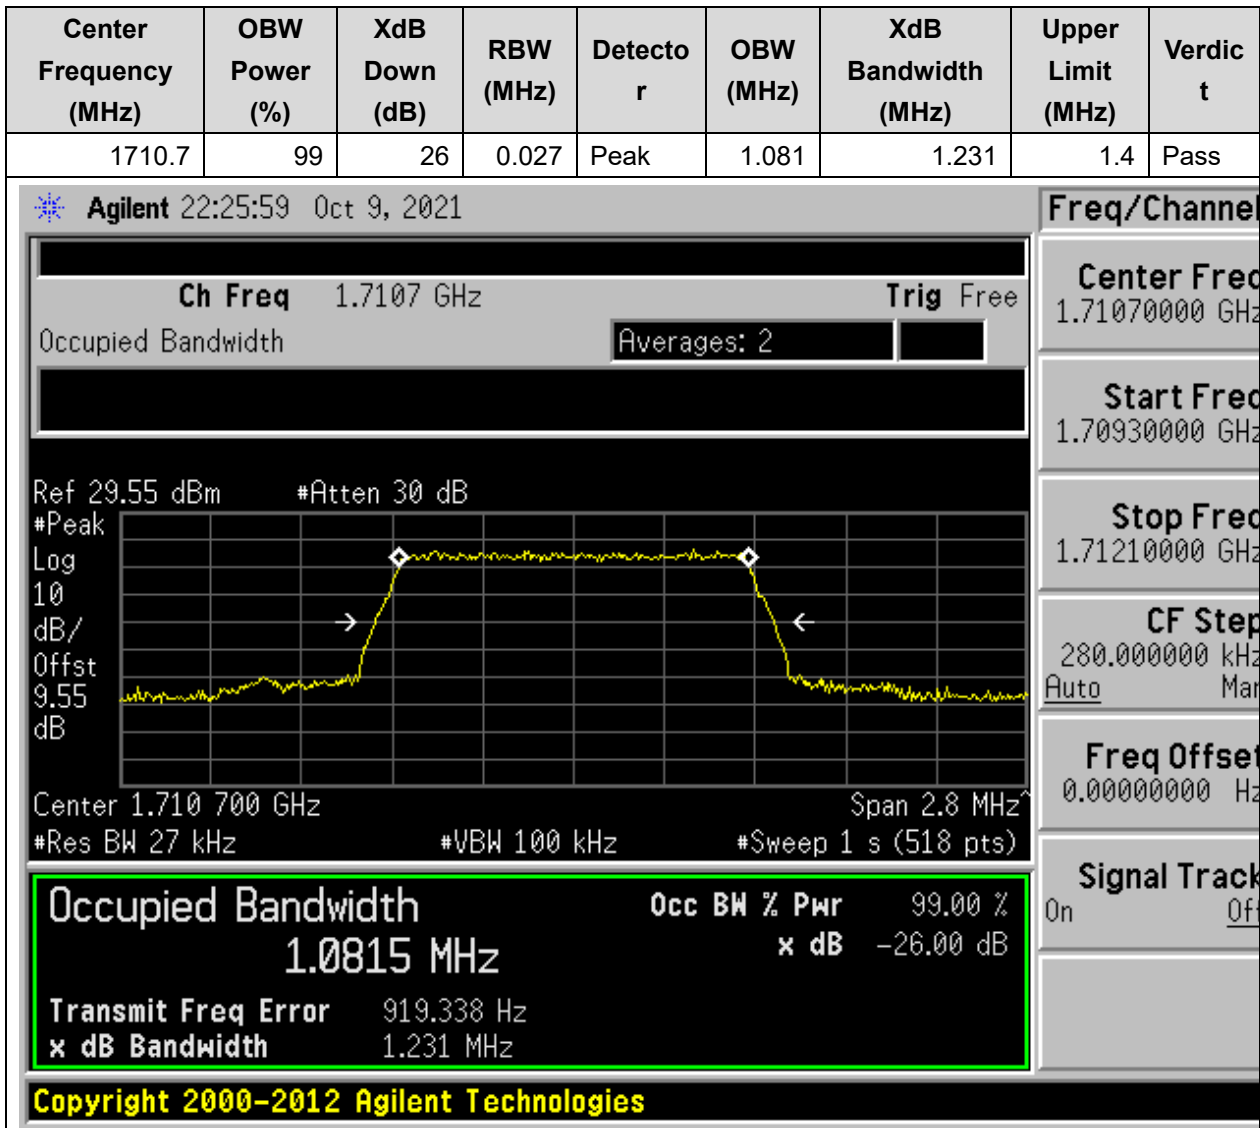 Center Frequency (MHz) OBW Power (%) XdB Down (dB) RBW (MHz) Detecto r OBW (MHz) XdB Bandwidth (MHz) Upper Limit (MHz) Verdic t
1710.7 99 26 0.027 Peak 1.081 1.231 1.4 Pass
Agilent 22:25:59 Oct 9, 2021
Freq/Channel
Ch Freq 1.7107 GHz Trig Free
Occupied Bandwidth Averages: 2
Center Freq
1.71070000 GHz
Start Freq
1.70930000 GHz
Stop Freq
1.71210000 GHz
CF Step
280.000000 kHz
Auto Man
Freq Offset
0.00000000 Hz
Signal Track
On Off
Ref 29.55 dBm #Atten 30 dB
#Peak
Log
10
dB/
Offst
9.55
dB
Center 1.710 700 GHz Span 2.8 MHz^
#Res BW 27 kHz #VBW 100 kHz #Sweep 1 s (518 pts)
Occupied Bandwidth Occ BW % Pwr 99.00 %
1.0815 MHz x dB -26.00 dB
Transmit Freq Error 919.338 Hz
x dB Bandwidth 1.231 MHz
Copyright 2000-2012 Agilent Technologies